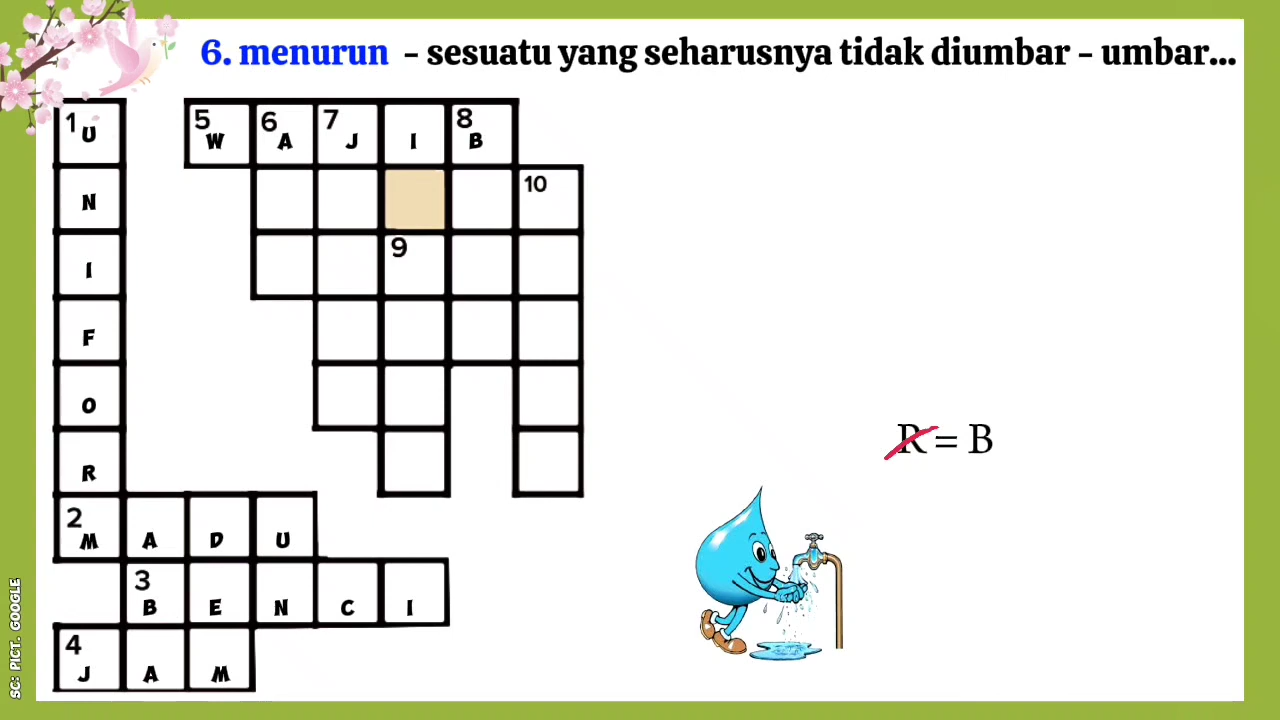 6. menurun - sesuatu yang seharusnya tidak diumbar - umbar...
1 U 5 W 6 A 7 J I 8 B
N 10
I 9
F
O
R = B
R
2 M A D U
3 B E N C I
4 J A M
SC: PICT. GOOGLE